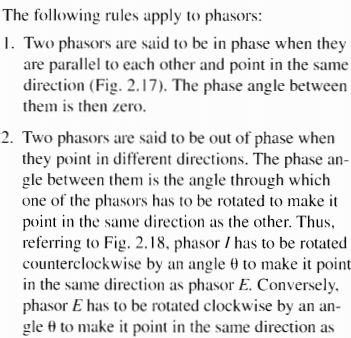 The following rules apply to phasors:
1. Two phasors are said to be in phase when they
are parallel to each other and point in the same
direction (Fig. 2.17). The phase angle between
them is then zero.
2. Two phasors are said to be out of phase when
they point in different directions. The phase an-
gle between them is the angle through which
one of the phasors has to be rotated to make it
point in the same direction as the other. Thus,
referring to Fig. 2.18, phasor I has to be rotated
counterclockwise by an angle θ to make it point
in the same direction as phasor E. Conversely,
phasor E has to be rotated clockwise by an an-
gle θ to make it point in the same direction as